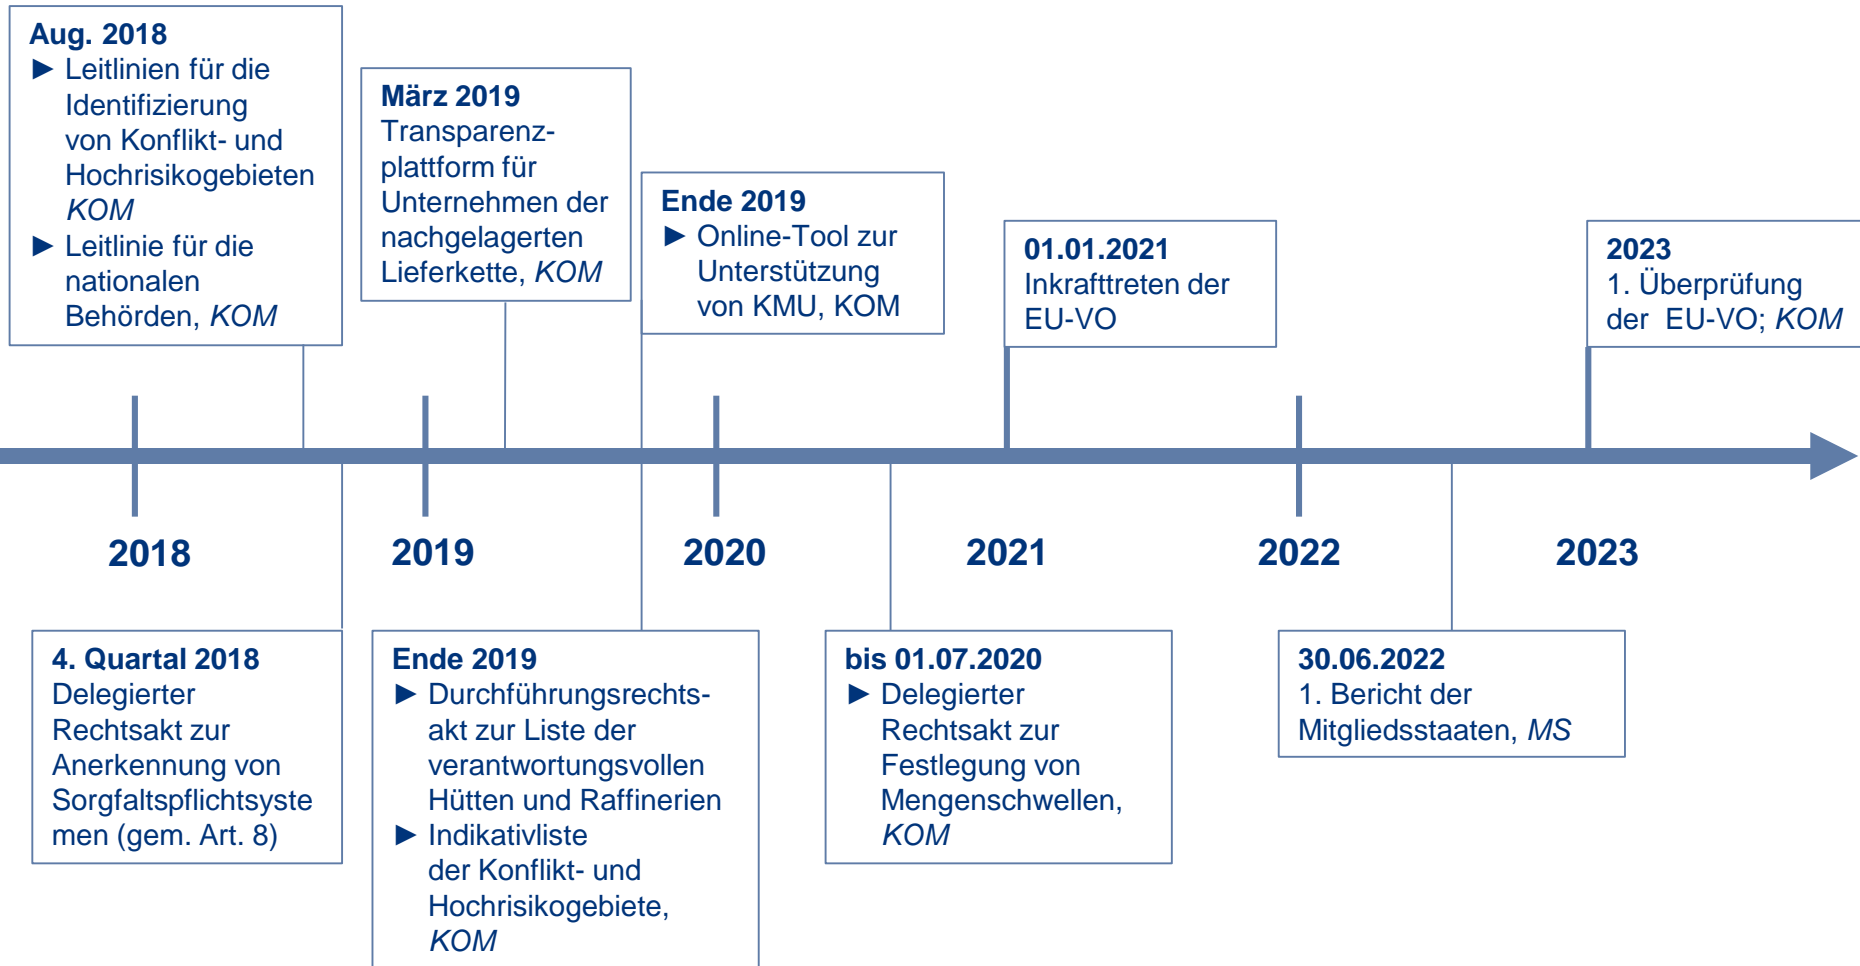 Aug. 2018
► Leitlinien für die
Identifizierung
von Konflikt- und
Hochrisikogebieten
KOM
► Leitlinie für die
nationalen
Behörden, KOM
März 2019
Transparenz-
plattform für
Unternehmen der
nachgelagerten
Lieferkette, KOM
Ende 2019
► Online-Tool zur
Unterstützung
von KMU, KOM
01.01.2021
Inkrafttreten der
EU-VO
2023
1. Überprüfung
der EU-VO; KOM
2018
2019
2020
2021
2022
2023
4. Quartal 2018
Delegierter
Rechtsakt zur
Anerkennung von
Sorgfaltspflichtsyste
men (gem. Art. 8)
Ende 2019
► Durchführungsrechts-
akt zur Liste der
verantwortungsvollen
Hütten und Raffinerien
► Indikativliste
der Konflikt- und
Hochrisikogebiete,
KOM
bis 01.07.2020
► Delegierter
Rechtsakt zur
Festlegung von
Mengenschwellen,
KOM
30.06.2022
1. Bericht der
Mitgliedsstaaten, MS